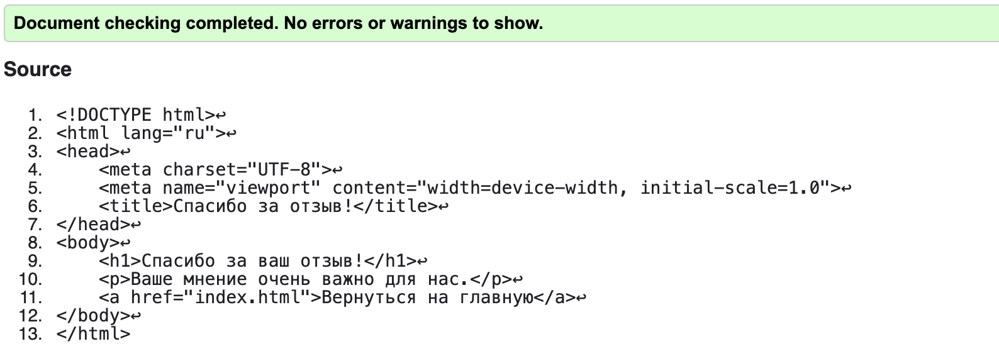 Document checking completed. No errors or warnings to show.
Source
1. <!DOCTYPE html>↩
2. <html lang="ru">↩
3. <head>↩
4.     <meta charset="UTF-8">↩
5.     <meta name="viewport" content="width=device-width, initial-scale=1.0">↩
6.     <title>Спасибо за отзыв!</title>↩
7. </head>↩
8. <body>↩
9.     <h1>Спасибо за ваш отзыв!</h1>↩
10.     <p>Ваше мнение очень важно для нас.</p>↩
11.     <a href="index.html">Вернуться на главную</a>↩
12. </body>↩
13. </html>